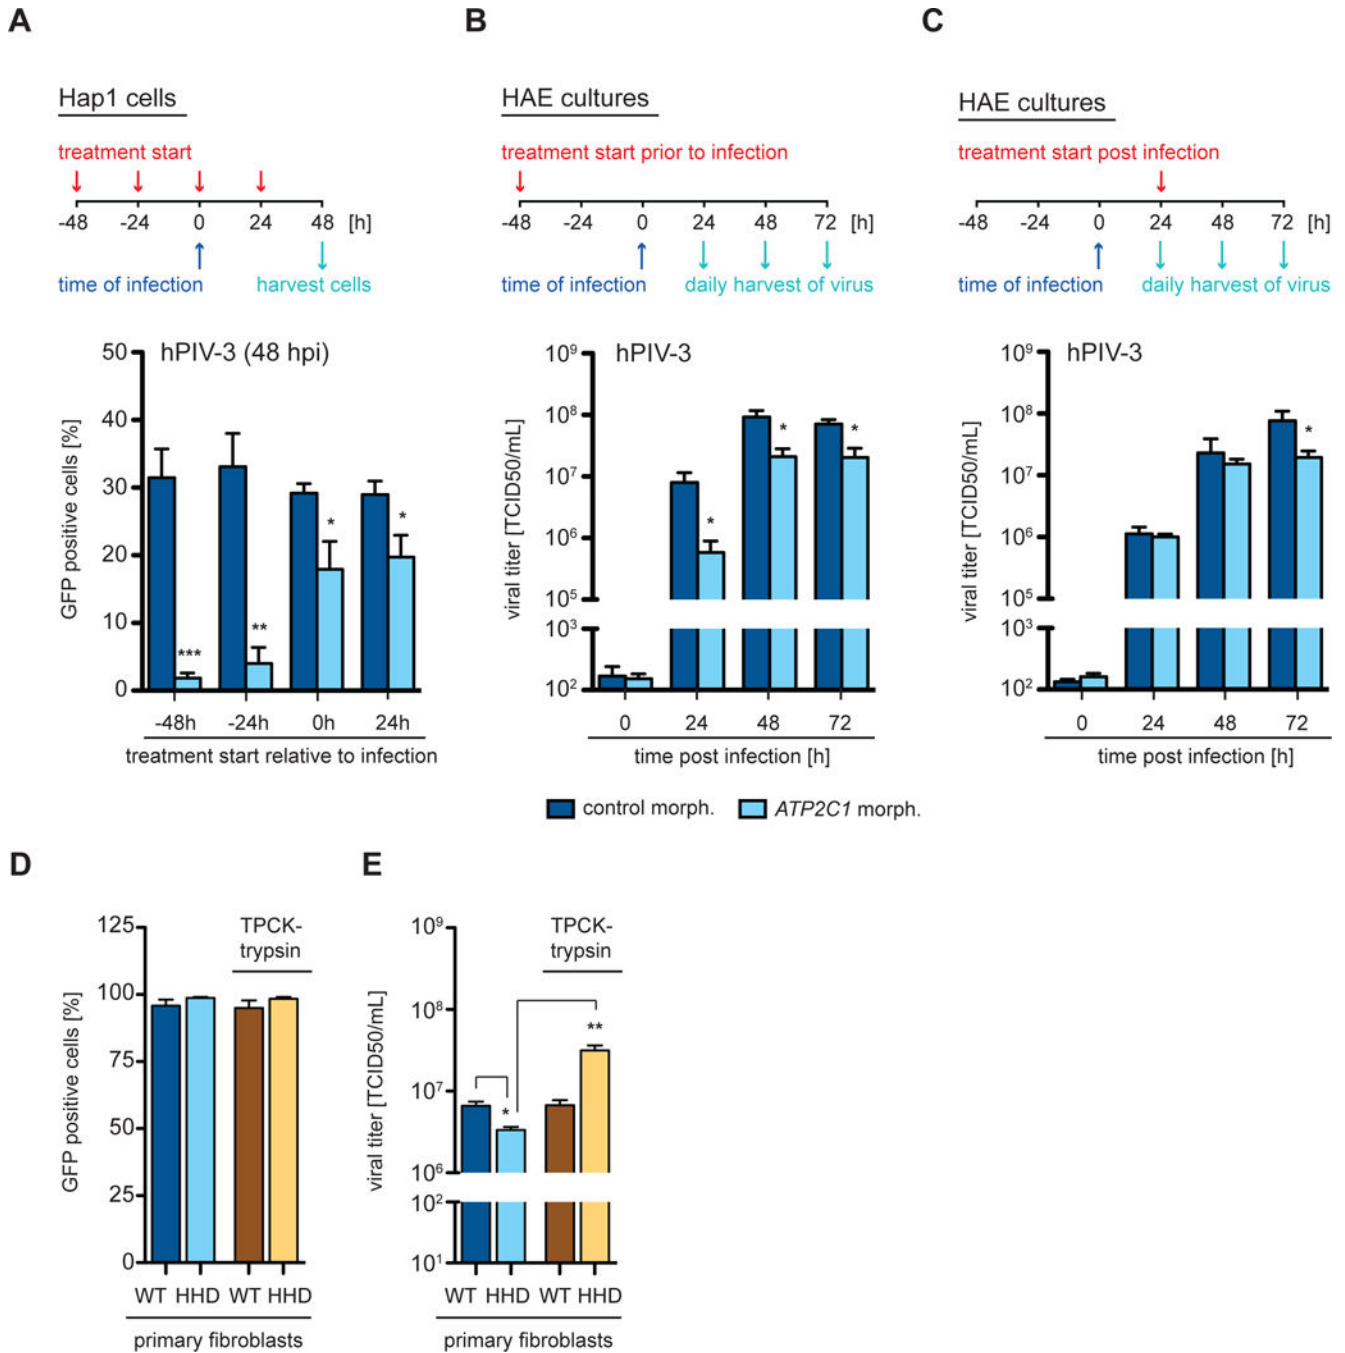 A
Hap1 cells
treatment start
-48 -24 0 24 48 [h]
time of infection harvest cells
hPIV-3 (48 hpi)
GFP positive cells [%]
50
40
30
20
10
0
*** ** * *
-48h -24h 0h 24h
treatment start relative to infection
B
HAE cultures
treatment start prior to infection
-48 -24 0 24 48 72 [h]
time of infection daily harvest of virus
hPIV-3
viral titer [TCID50/mL]
10⁹
10⁸
10⁷
10⁶
10⁵
10³
10²
* * *
0 24 48 72
time post infection [h]
C
HAE cultures
treatment start post infection
-48 -24 0 24 48 72 [h]
time of infection daily harvest of virus
hPIV-3
viral titer [TCID50/mL]
10⁹
10⁸
10⁷
10⁶
10⁵
10³
10²
*
0 24 48 72
time post infection [h]
control morph. ATP2C1 morph.
D
TPCK-
trypsin
GFP positive cells [%]
125
100
75
50
25
0
WT HHD WT HHD
primary fibroblasts
E
TPCK-
trypsin
viral titer [TCID50/mL]
10⁹
10⁸
10⁷
10⁶
10²
10¹
* **
WT HHD WT HHD
primary fibroblasts